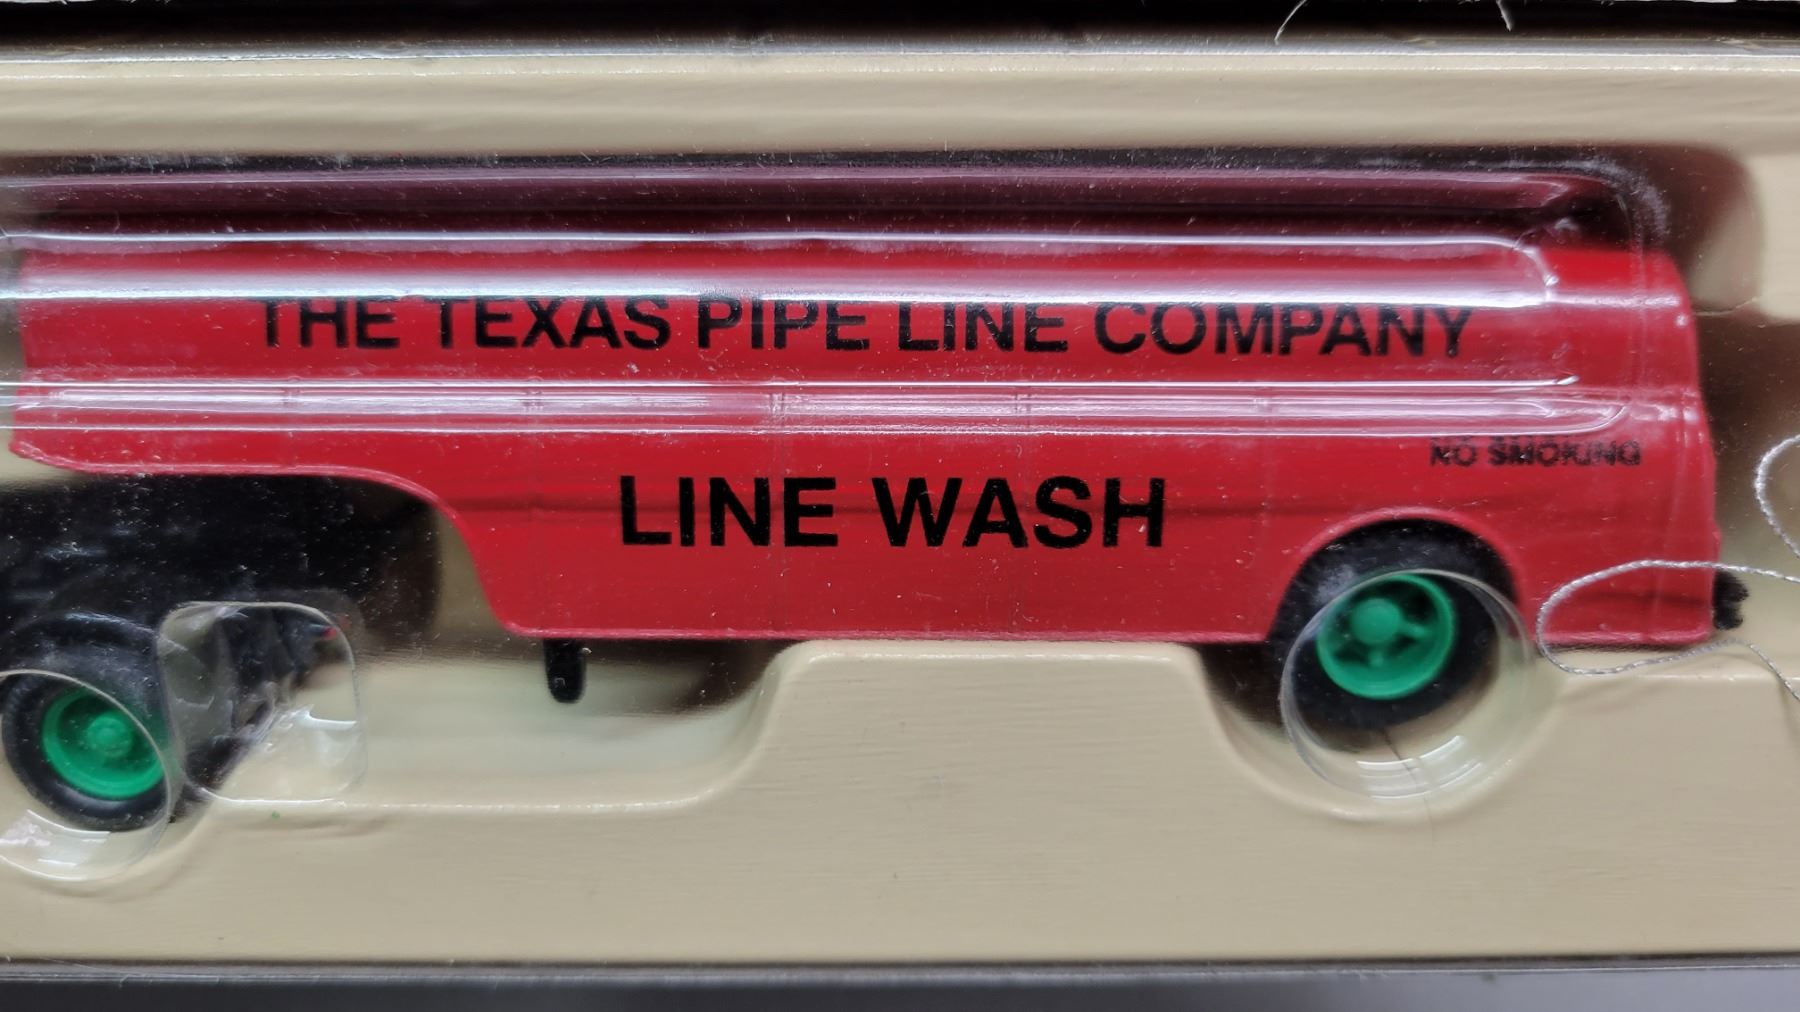 THE TEXAS PIPE LINE COMPANY
NO SMOKING
LINE WASH